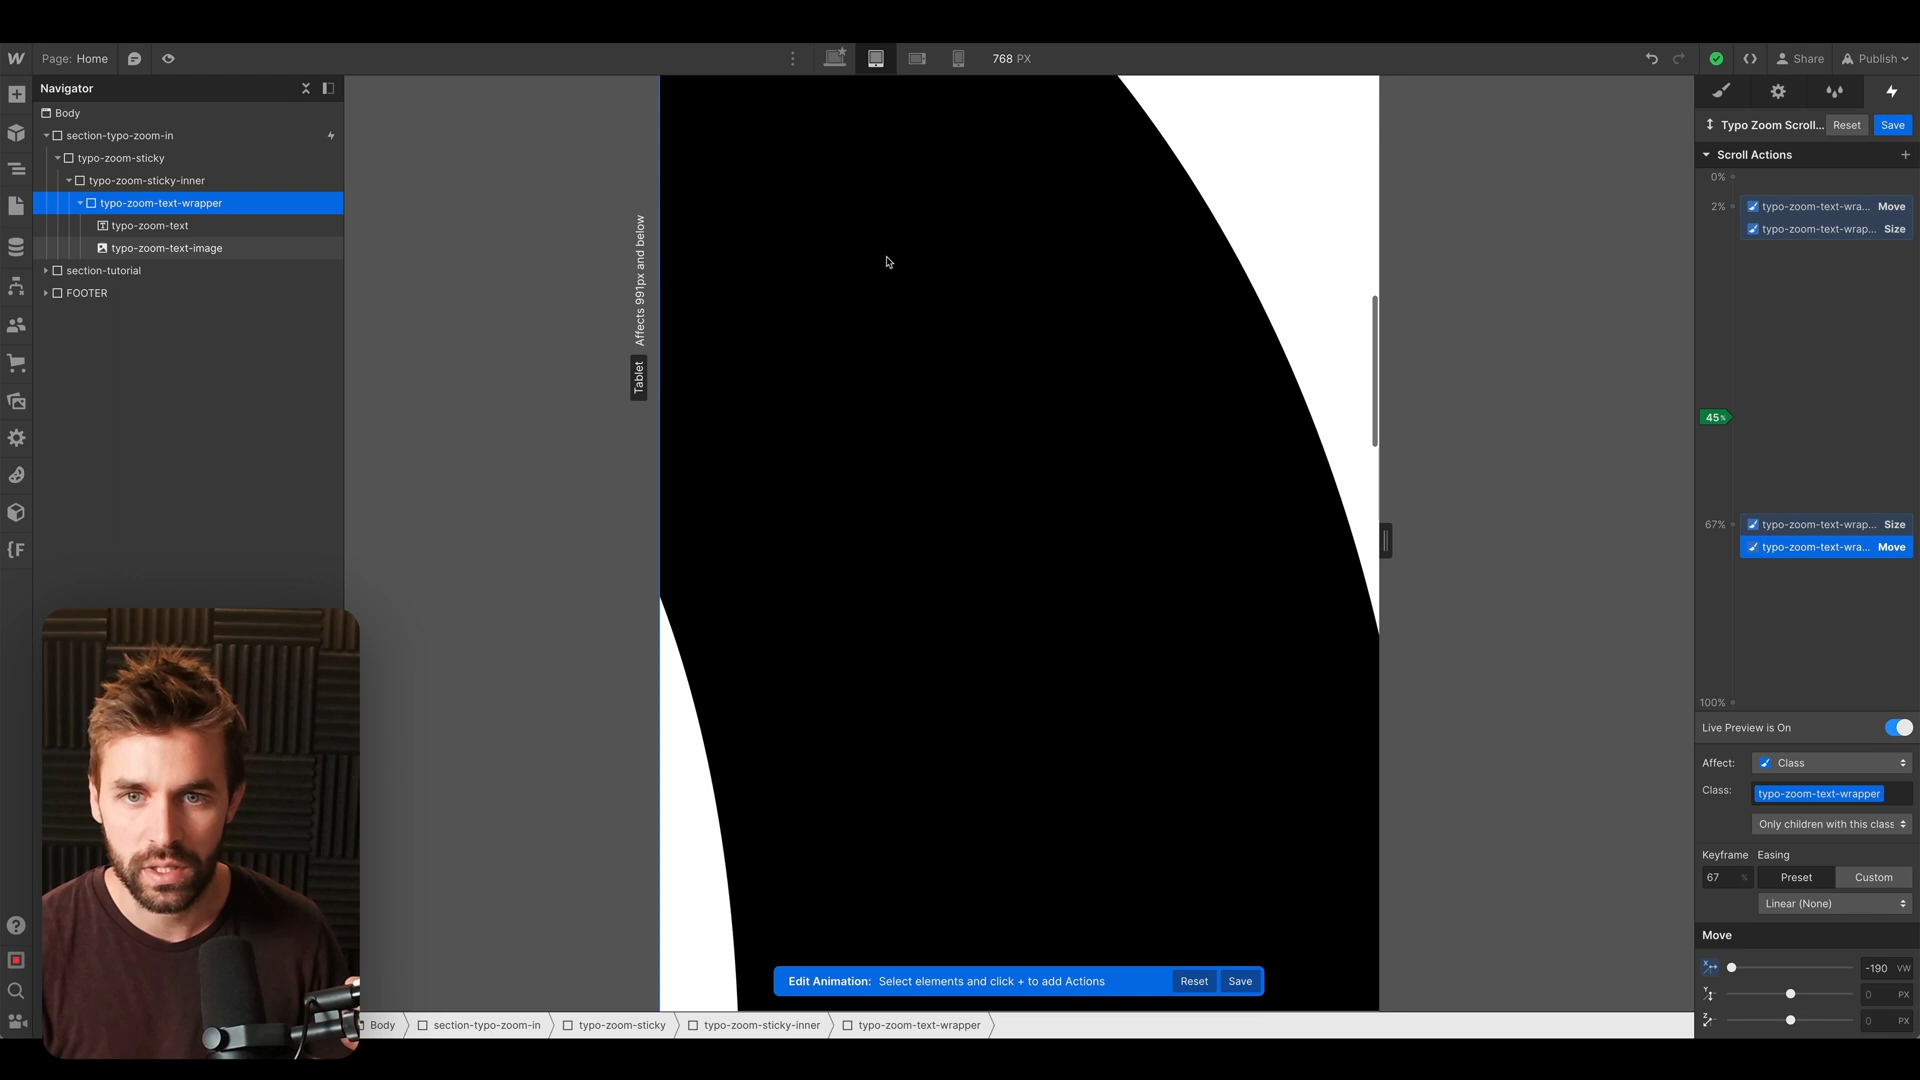 Page: Home
768 PX
Share
Publish
Navigator
Body
section-typo-zoom-in
typo-zoom-sticky
typo-zoom-sticky-inner
typo-zoom-text-wrapper
typo-zoom-text
typo-zoom-text-image
section-tutorial
FOOTER
Affects 991px and below
Tablet
Typo Zoom Scroll...
Reset
Save
Scroll Actions
0%
2%
typo-zoom-text-wra... Move
typo-zoom-text-wrap... Size
45%
67%
typo-zoom-text-wrap... Size
typo-zoom-text-wra... Move
100%
Live Preview is On
Affect: Class
Class: typo-zoom-text-wrapper
Only children with this class
Keyframe Easing
67 % Preset Custom
Linear (None)
Move
X -190 VW
Y 0 PX
Z 0 PX
Edit Animation: Select elements and click + to add Actions
Reset
Save
Body
section-typo-zoom-in
typo-zoom-sticky
typo-zoom-sticky-inner
typo-zoom-text-wrapper